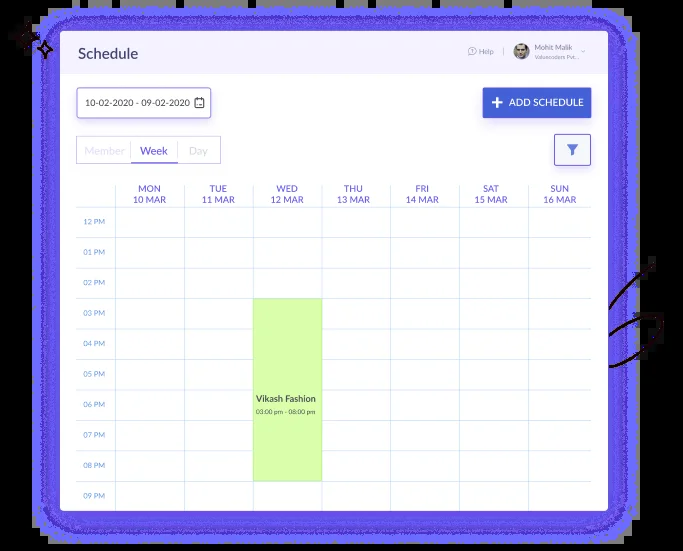 Schedule
Help
Mohit Malik
Valuecoders Pvt...
10-02-2020 - 09-02-2020
+ ADD SCHEDULE
Member Week Day
MON TUE WED THU FRI SAT SUN
10 MAR 11 MAR 12 MAR 13 MAR 14 MAR 15 MAR 16 MAR
12 PM
01 PM
02 PM
03 PM
04 PM
05 PM
Vikash Fashion
06 PM
03:00 pm - 08:00 pm
07 PM
08 PM
09 PM